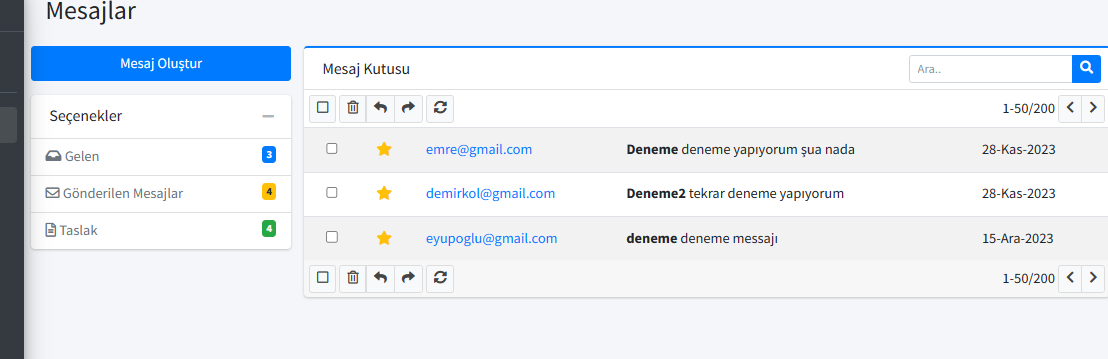 Mesajlar
Mesaj Oluştur
Seçenekler
Gelen 3
Gönderilen Mesajlar 4
Taslak 4
Mesaj Kutusu Ara..
1-50/200
emre@gmail.com Deneme deneme yapıyorum şua nada 28-Kas-2023
demirkol@gmail.com Deneme2 tekrar deneme yapıyorum 28-Kas-2023
eyupoglu@gmail.com deneme deneme messajı 15-Ara-2023
1-50/200